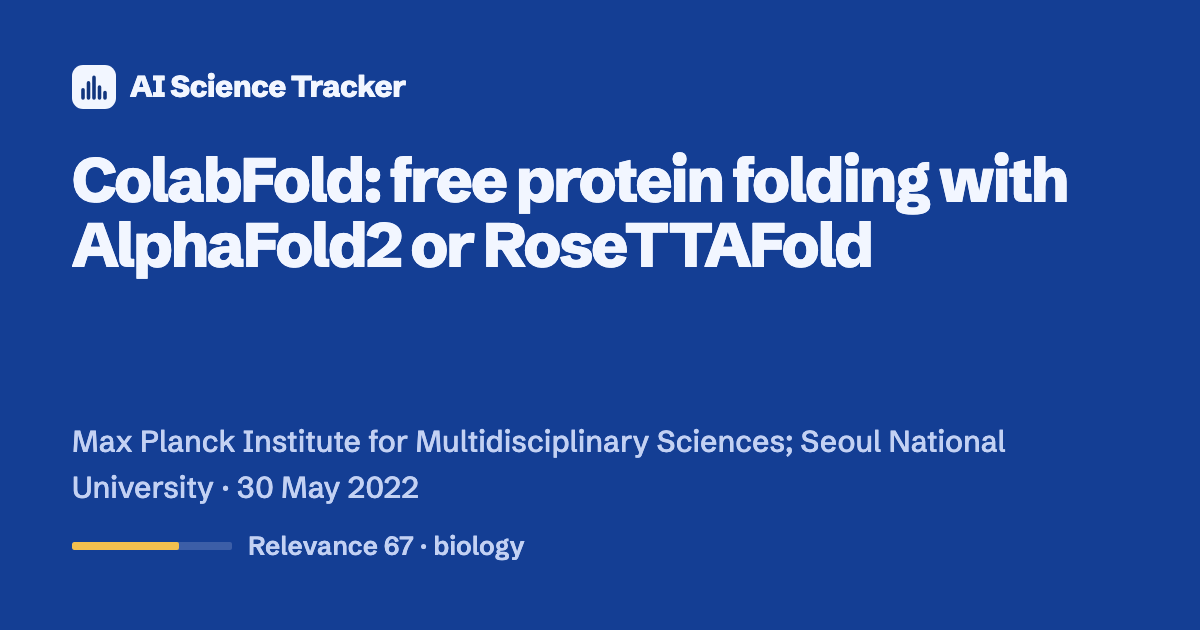 AI Science Tracker
ColabFold: free protein folding with
AlphaFold2 or RoseTTAFold
Max Planck Institute for Multidisciplinary Sciences; Seoul National
University · 30 May 2022
Relevance 67 · biology